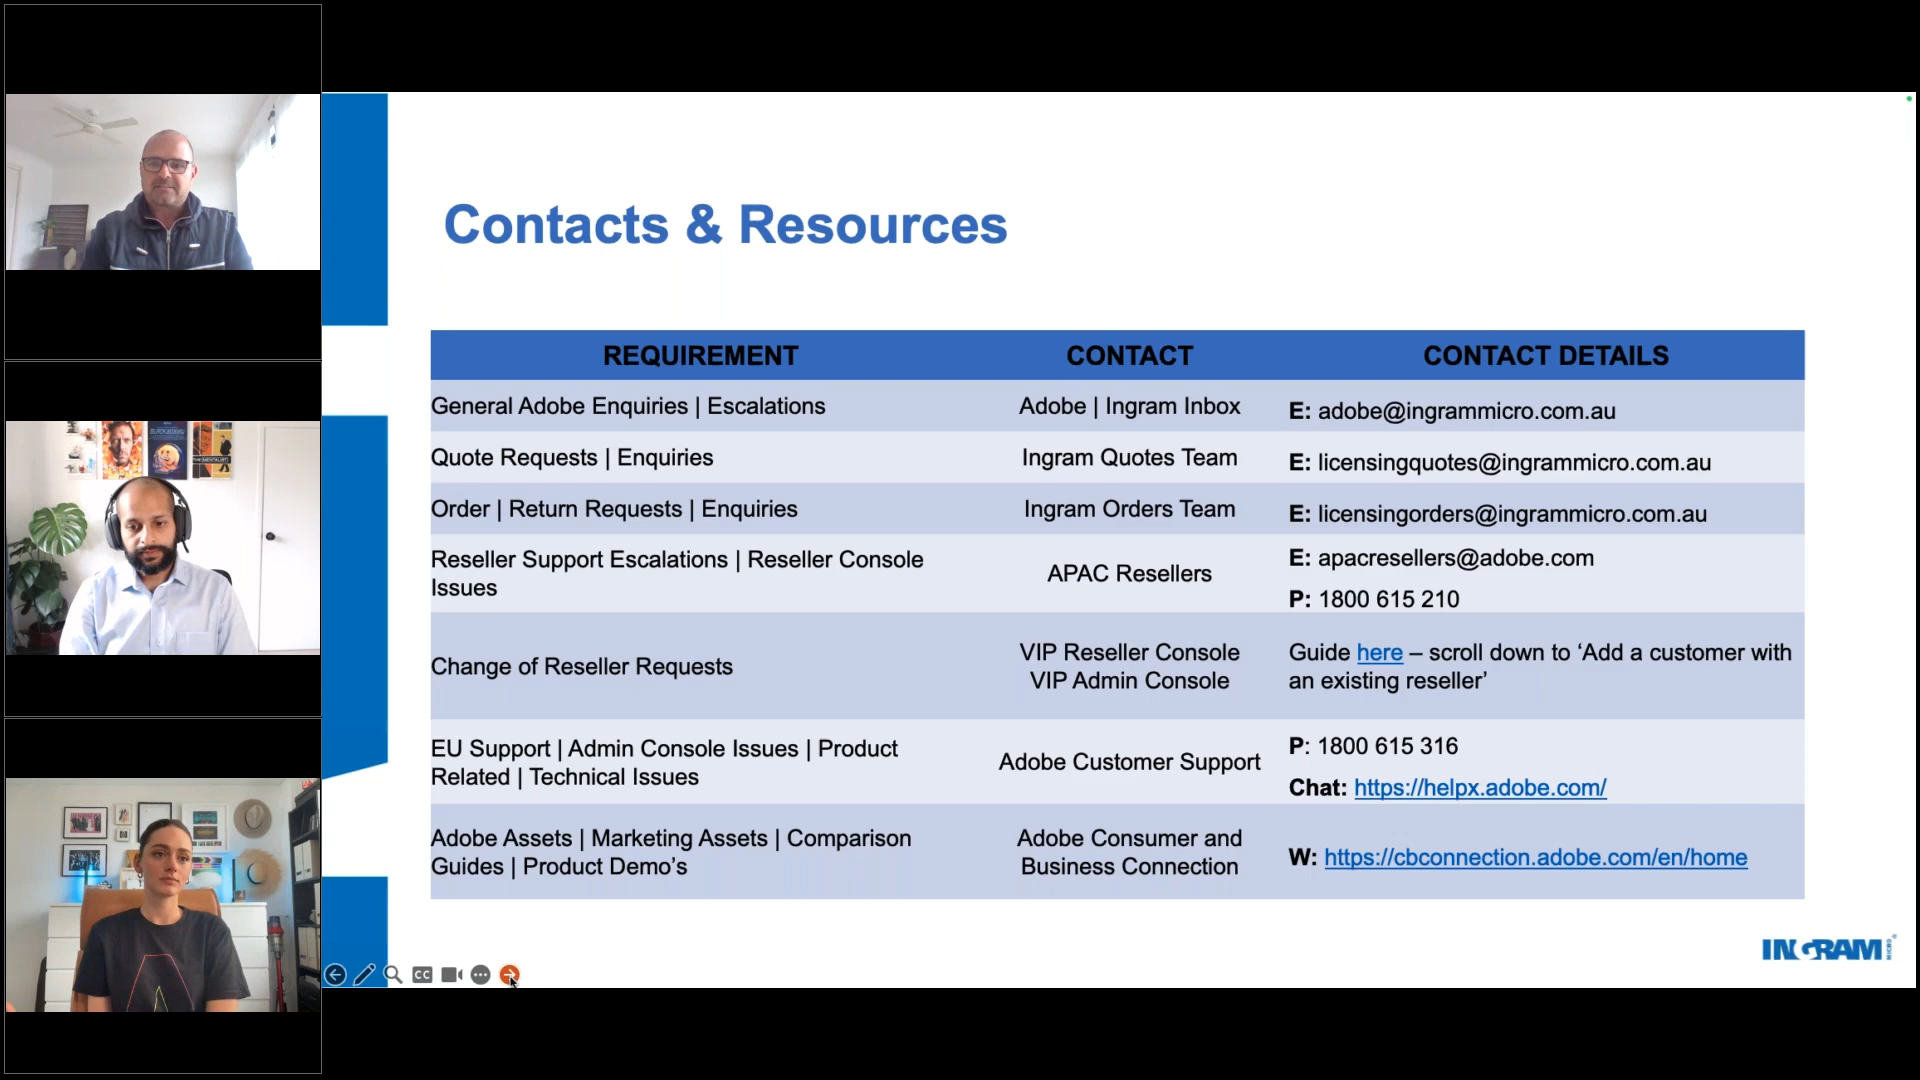 Contacts & Resources
REQUIREMENT
CONTACT
CONTACT DETAILS
General Adobe Enquiries | Escalations
Adobe | Ingram Inbox
E: adobe@ingrammicro.com.au
Quote Requests | Enquiries
Ingram Quotes Team
E: licensingquotes@ingrammicro.com.au
Order | Return Requests | Enquiries
Ingram Orders Team
E: licensingorders@ingrammicro.com.au
Reseller Support Escalations | Reseller Console
Issues
APAC Resellers
E: apacresellers@adobe.com
P: 1800 615 210
Change of Reseller Requests
VIP Reseller Console
VIP Admin Console
Guide here – scroll down to ‘Add a customer with
an existing reseller’
EU Support | Admin Console Issues | Product
Related | Technical Issues
Adobe Customer Support
P: 1800 615 316
Chat: https://helpx.adobe.com/
Adobe Assets | Marketing Assets | Comparison
Guides | Product Demo’s
Adobe Consumer and
Business Connection
W: https://cbconnection.adobe.com/en/home
INGRAM
CC